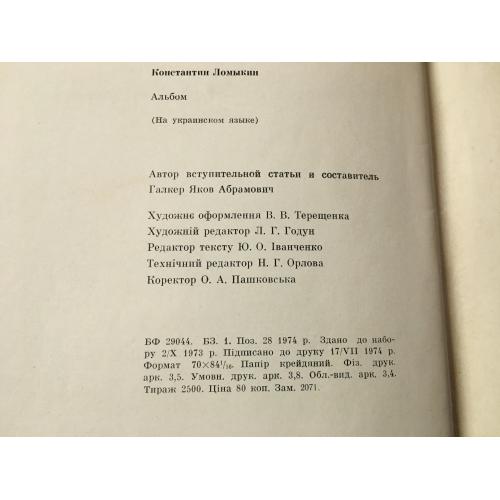 Константин Ломыкин
Альбом
(На украинском языке)
Автор вступительной статьи и составитель
Галкер Яков Абрамович
Художнє оформлення В. В. Терещенка
Художній редактор Л. Г. Годун
Редактор тексту Ю. О. Іванченко
Технічний редактор Н. Г. Орлова
Коректор О. А. Пашковська
БФ 29044. БЗ. 1. Поз. 28 1974 р. Здано до набо-
ру 2/X 1973 р. Підписано до друку 17/VII 1974 р.
Формат 70×84¹/₁₆. Папір крейдяний. Фіз. друк.
арк. 3,5. Умовн. друк. арк. 3,8. Обл.-вид. арк. 3,4.
Тираж 2500. Ціна 80 коп. Зам. 2071.